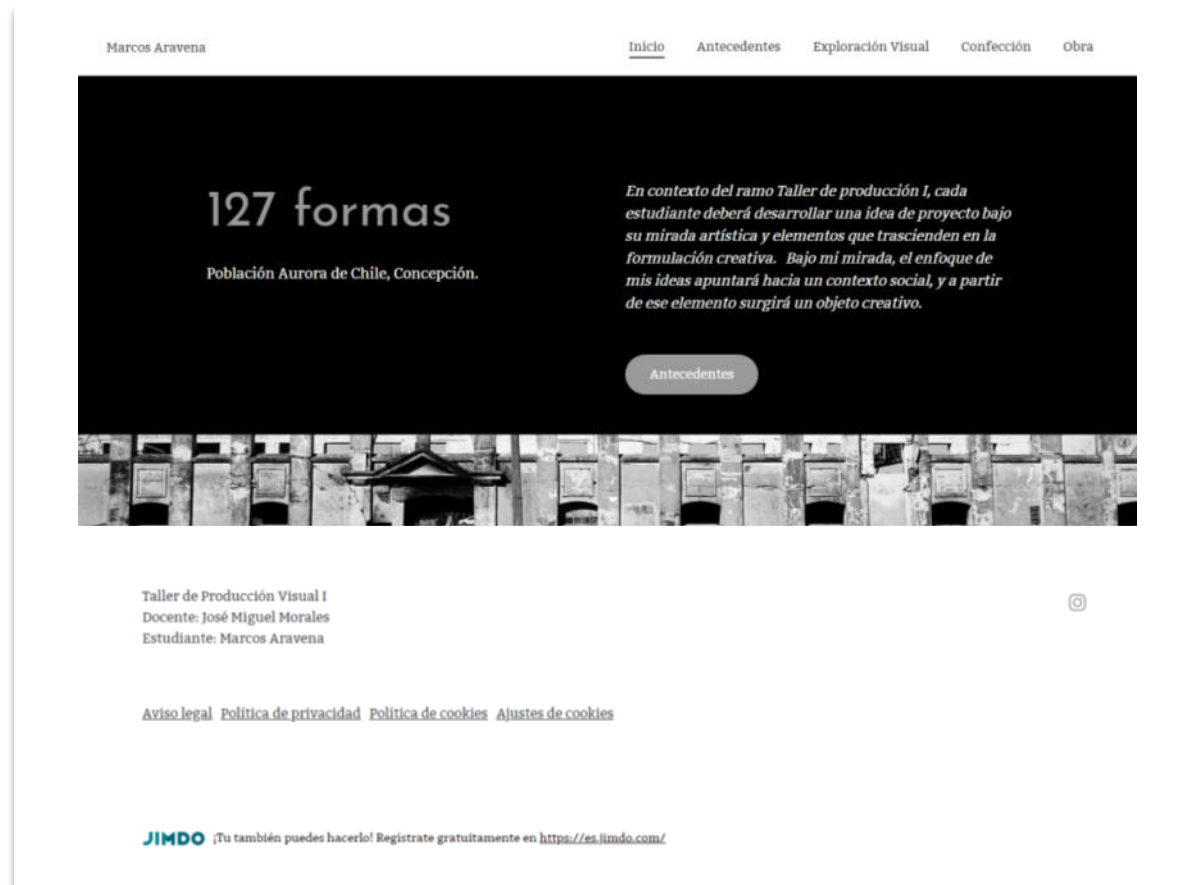 Marcos Aravena
Inicio Antecedentes Exploración Visual Confección Obra
127 formas
Población Aurora de Chile, Concepción.
En contexto del ramo Taller de producción I, cada
estudiante deberá desarrollar una idea de proyecto bajo
su mirada artística y elementos que trascienden en la
formulación creativa. Bajo mi mirada, el enfoque de
mis ideas apuntará hacia un contexto social, y a partir
de ese elemento surgirá un objeto creativo.
Antecedentes
Taller de Producción Visual I
Docente: José Miguel Morales
Estudiante: Marcos Aravena
Aviso legal Política de privacidad Política de cookies Ajustes de cookies
JIMDO ¡Tu también puedes hacerlo! Regístrate gratuitamente en https://es.jimdo.com/